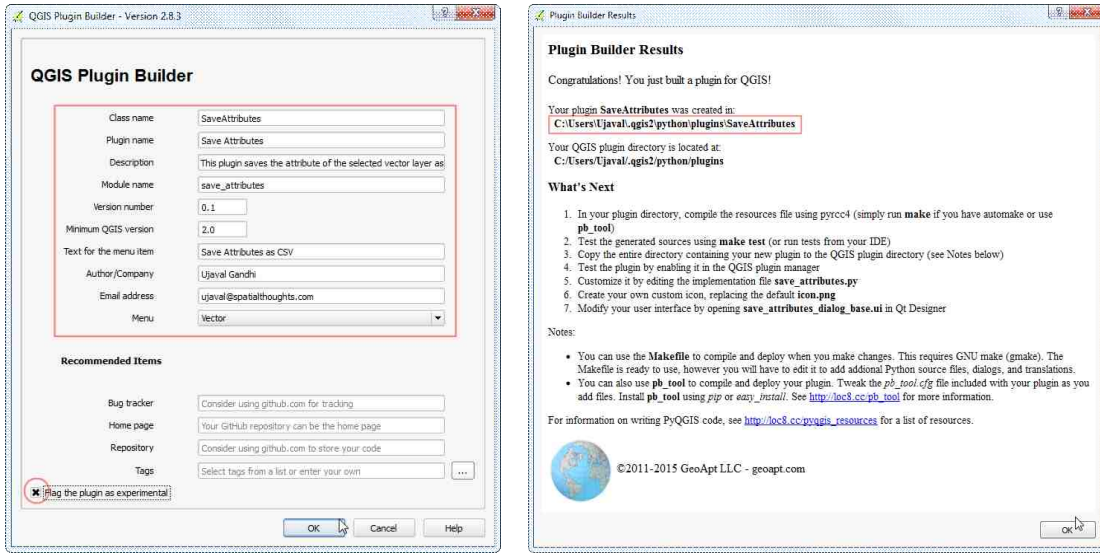 QGIS Plugin Builder - Version 2.8.3
QGIS Plugin Builder
Class name SaveAttributes
Plugin name Save Attributes
Description This plugin saves the attribute of the selected vector layer as
Module name save_attributes
Version number 0.1
Minimum QGIS version 2.0
Text for the menu item Save Attributes as CSV
Author/Company Ujaval Gandhi
Email address ujaval@spatialthoughts.com
Menu Vector
Recommended Items
Bug tracker Consider using github.com for tracking
Home page Your GitHub repository can be the home page
Repository Consider using github.com to store your code
Tags Select tags from a list or enter your own ...
Flag the plugin as experimental
OK Cancel Help
Plugin Builder Results
Plugin Builder Results
Congratulations! You just built a plugin for QGIS!
Your plugin SaveAttributes was created in:
C:\Users\Ujaval\.qgis2\python\plugins\SaveAttributes
Your QGIS plugin directory is located at:
C:/Users/Ujaval/.qgis2/python/plugins
What's Next
1. In your plugin directory, compile the resources file using pyrcc4 (simply run make if you have automake or use
pb_tool)
2. Test the generated sources using make test (or run tests from your IDE)
3. Copy the entire directory containing your new plugin to the QGIS plugin directory (see Notes below)
4. Test the plugin by enabling it in the QGIS plugin manager
5. Customize it by editing the implementation file save_attributes.py
6. Create your own custom icon, replacing the default icon.png
7. Modify your user interface by opening save_attributes_dialog_base.ui in Qt Designer
Notes:
• You can use the Makefile to compile and deploy when you make changes. This requires GNU make (gmake). The
Makefile is ready to use, however you will have to edit it to add addional Python source files, dialogs, and translations.
• You can also use pb_tool to compile and deploy your plugin. Tweak the pb_tool.cfg file included with your plugin as you
add files. Install pb_tool using pip or easy_install. See http://loc8.cc/pb_tool for more information.
For information on writing PyQGIS code, see http://loc8.cc/pyqgis_resources for a list of resources.
©2011-2015 GeoApt LLC - geoapt.com
OK